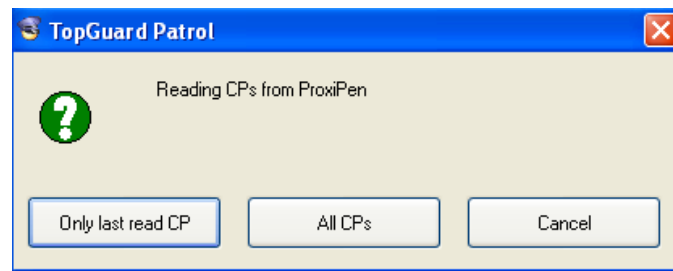 TopGuard Patrol
Reading CPs from ProxiPen
Only last read CP
All CPs
Cancel